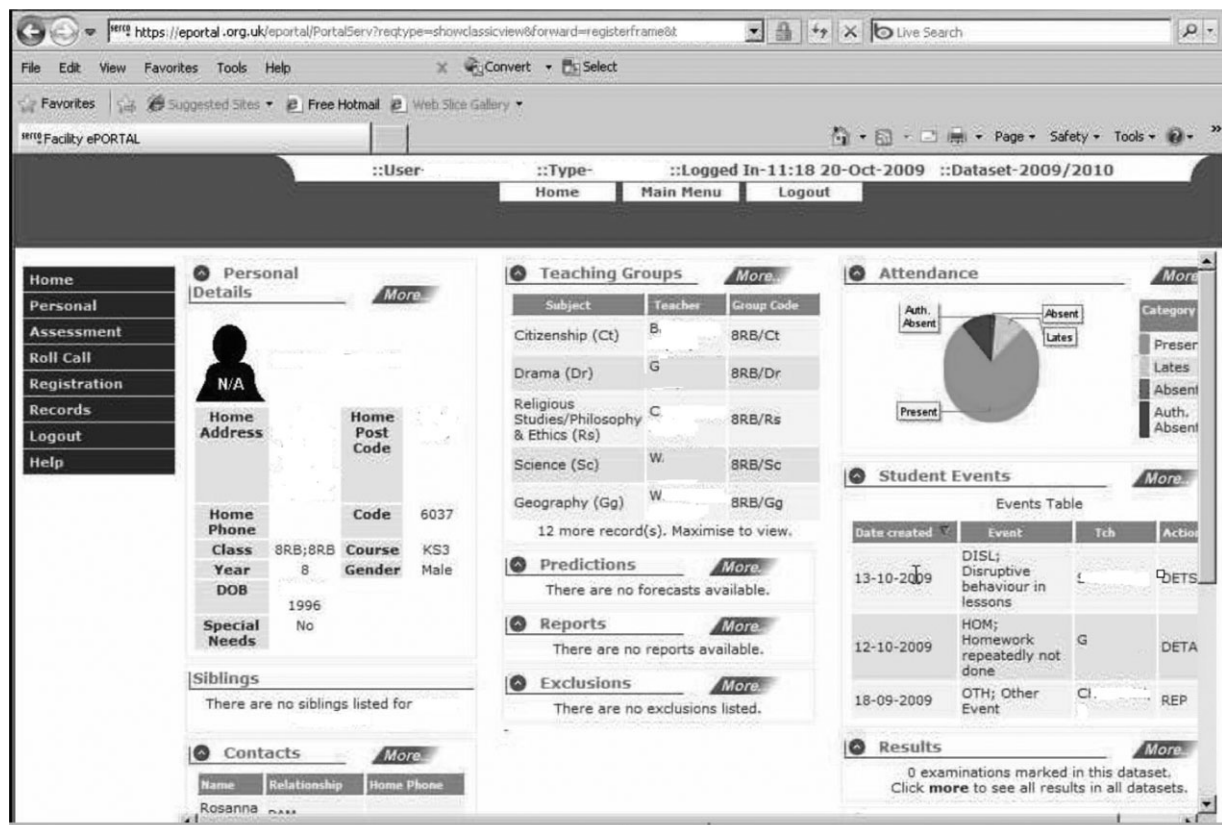 serco https://eportal.org.uk/eportal/PortalServ?reqtype=showclassicview&forward=registerframe&t
Live Search
File Edit View Favorites Tools Help
x Convert Select
Favorites Suggested Sites Free Hotmail Web Slice Gallery
serco Facility ePORTAL
Page Safety Tools »
::User- ::Type- ::Logged In-11:18 20-Oct-2009 ::Dataset-2009/2010
Home Main Menu Logout
Home
Personal
Assessment
Roll Call
Registration
Records
Logout
Help
Personal Details More..
N/A
Home Address
Home Post Code
Home Phone
Code 6037
Class 8RB;8RB Course KS3
Year 8 Gender Male
DOB
1996
Special Needs No
Siblings
There are no siblings listed for
Contacts More..
Name Relationship Home Phone
Rosanna
Teaching Groups More..
Subject Teacher Group Code
Citizenship (Ct) B. 8RB/Ct
Drama (Dr) G 8RB/Dr
Religious
Studies/Philosophy
& Ethics (Rs) C. 8RB/Rs
Science (Sc) W. 8RB/Sc
Geography (Gg) W. 8RB/Gg
12 more record(s). Maximise to view.
Predictions More..
There are no forecasts available.
Reports More..
There are no reports available.
Exclusions More..
There are no exclusions listed.
Attendance More
Auth. Absent
Absent
Lates
Present
Category
Presen
Lates
Absent
Auth.
Absent
Student Events More..
Events Table
Date created Event Tch Action
13-10-2009 DISL;
Disruptive
behaviour in
lessons
DETS
12-10-2009 HOM;
Homework
repeatedly not
done
G DETA
18-09-2009 OTH; Other
Event
Cl. REP
Results More..
0 examinations marked in this dataset.
Click more to see all results in all datasets.